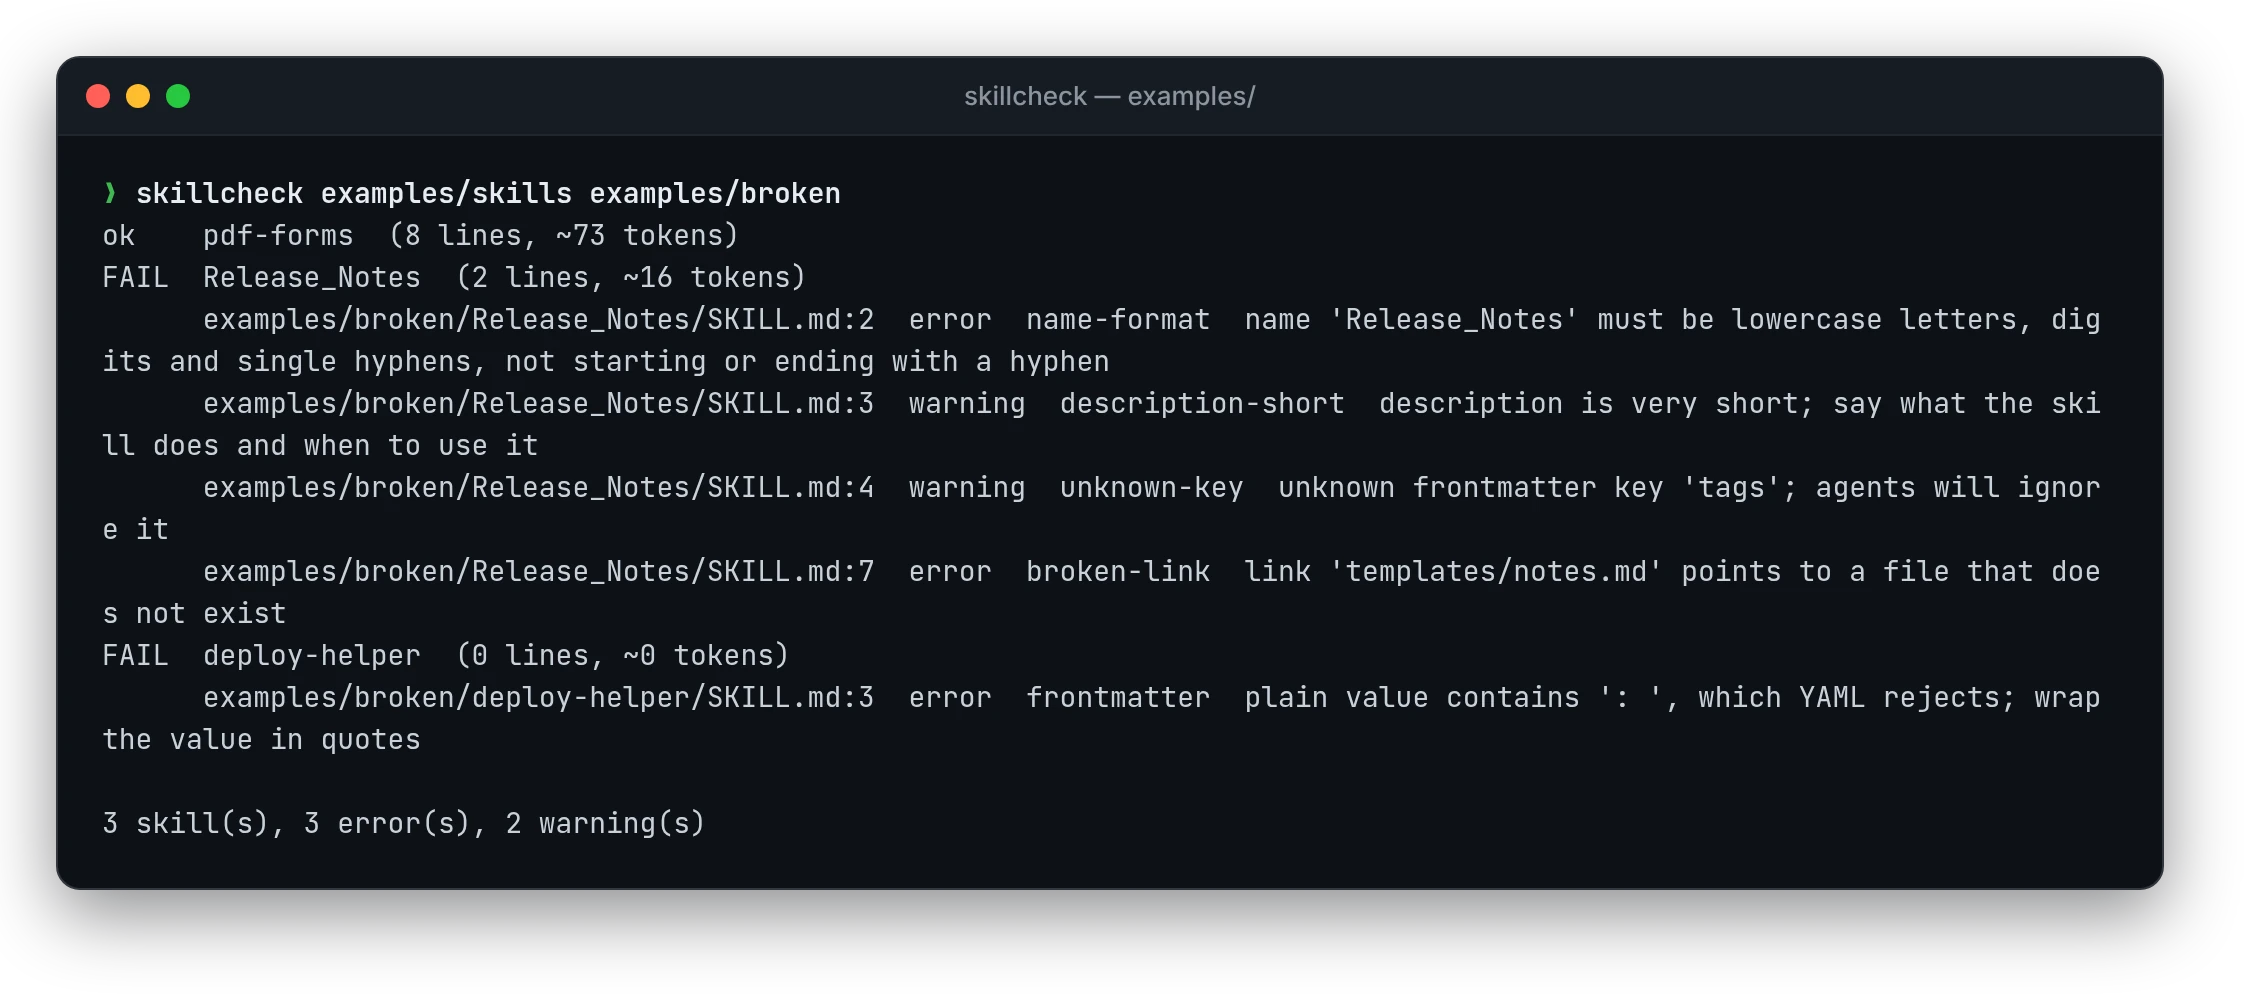 skillcheck — examples/
❯ skillcheck examples/skills examples/broken
ok    pdf-forms  (8 lines, ~73 tokens)
FAIL  Release_Notes  (2 lines, ~16 tokens)
      examples/broken/Release_Notes/SKILL.md:2  error  name-format  name 'Release_Notes' must be lowercase letters, dig
its and single hyphens, not starting or ending with a hyphen
      examples/broken/Release_Notes/SKILL.md:3  warning  description-short  description is very short; say what the ski
ll does and when to use it
      examples/broken/Release_Notes/SKILL.md:4  warning  unknown-key  unknown frontmatter key 'tags'; agents will ignor
e it
      examples/broken/Release_Notes/SKILL.md:7  error  broken-link  link 'templates/notes.md' points to a file that doe
s not exist
FAIL  deploy-helper  (0 lines, ~0 tokens)
      examples/broken/deploy-helper/SKILL.md:3  error  frontmatter  plain value contains ': ', which YAML rejects; wrap
the value in quotes

3 skill(s), 3 error(s), 2 warning(s)